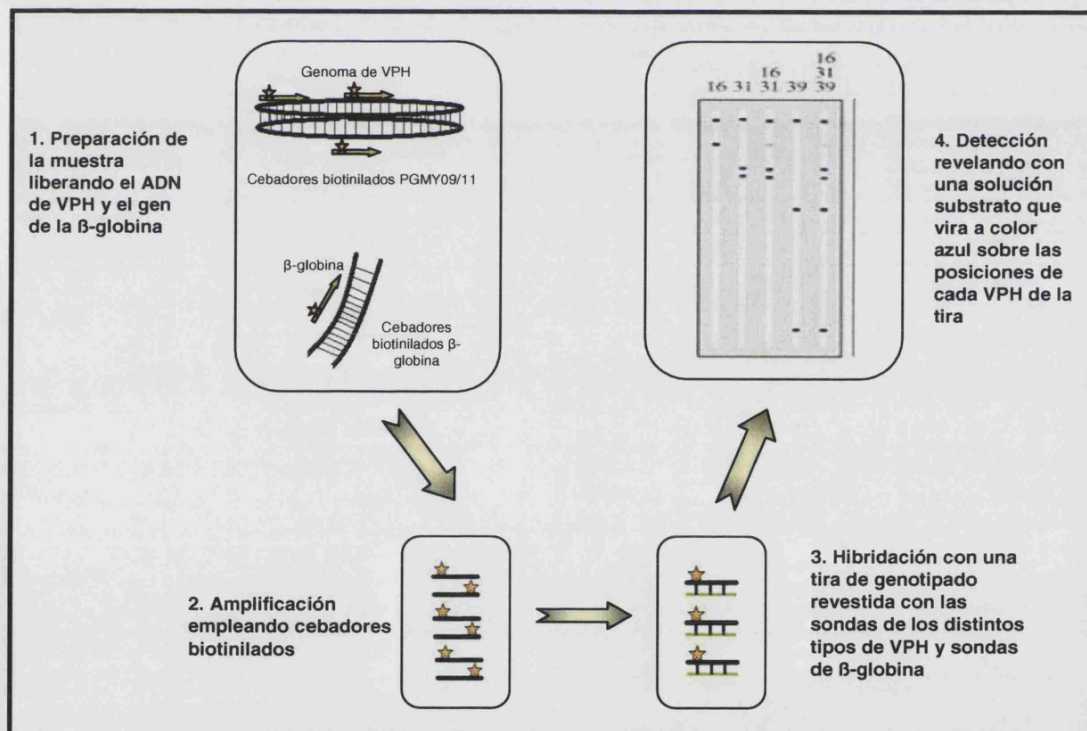 1. Preparación de
la muestra
liberando el ADN
de VPH y el gen
de la ß-globina
Genoma de VPH
Cebadores biotinilados PGMY09/11
β-globina
Cebadores
biotinilados β-
globina
2. Amplificación
empleando cebadores
biotinilados
3. Hibridación con una
tira de genotipado
revestida con las
sondas de los distintos
tipos de VPH y sondas
de ß-globina
16
16 31
16 31 31 39 39
4. Detección
revelando con
una solución
substrato que
vira a color
azul sobre las
posiciones de
cada VPH de la
tira